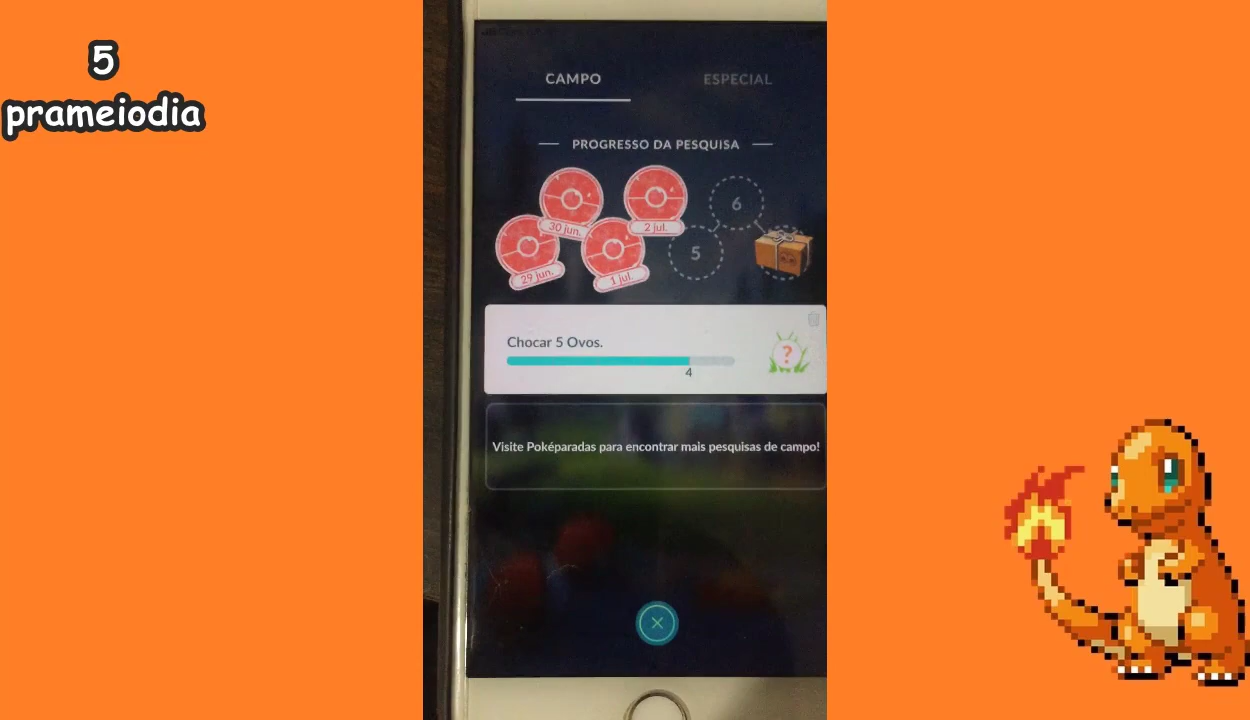 5
prameiodia
CAMPO
ESPECIAL
PROGRESSO DA PESQUISA
30 jun.
2 jul.
6
29 jun.
1 jul.
5
Chocar 5 Ovos.
4
?
Visite Poképaradas para encontrar mais pesquisas de campo!